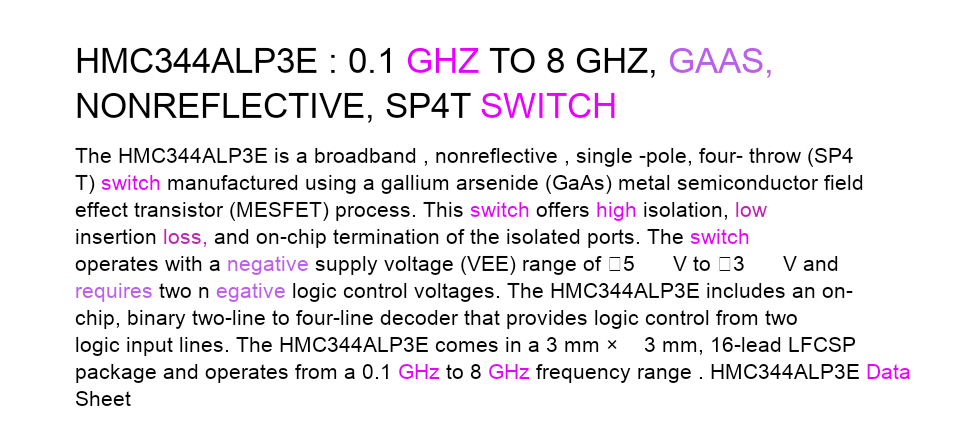 HMC344ALP3E : 0.1 GHZ TO 8 GHZ, GAAS,
NONREFLECTIVE, SP4T SWITCH
The HMC344ALP3E is a broadband , nonreflective , single -pole, four- throw (SP4
T) switch manufactured using a gallium arsenide (GaAs) metal semiconductor field
effect transistor (MESFET) process. This switch offers high isolation, low
insertion loss, and on-chip termination of the isolated ports. The switch
operates with a negative supply voltage (VEE) range of □5 V to □3 V and
requires two n egative logic control voltages. The HMC344ALP3E includes an on-
chip, binary two-line to four-line decoder that provides logic control from two
logic input lines. The HMC344ALP3E comes in a 3 mm × 3 mm, 16-lead LFCSP
package and operates from a 0.1 GHz to 8 GHz frequency range . HMC344ALP3E Data
Sheet